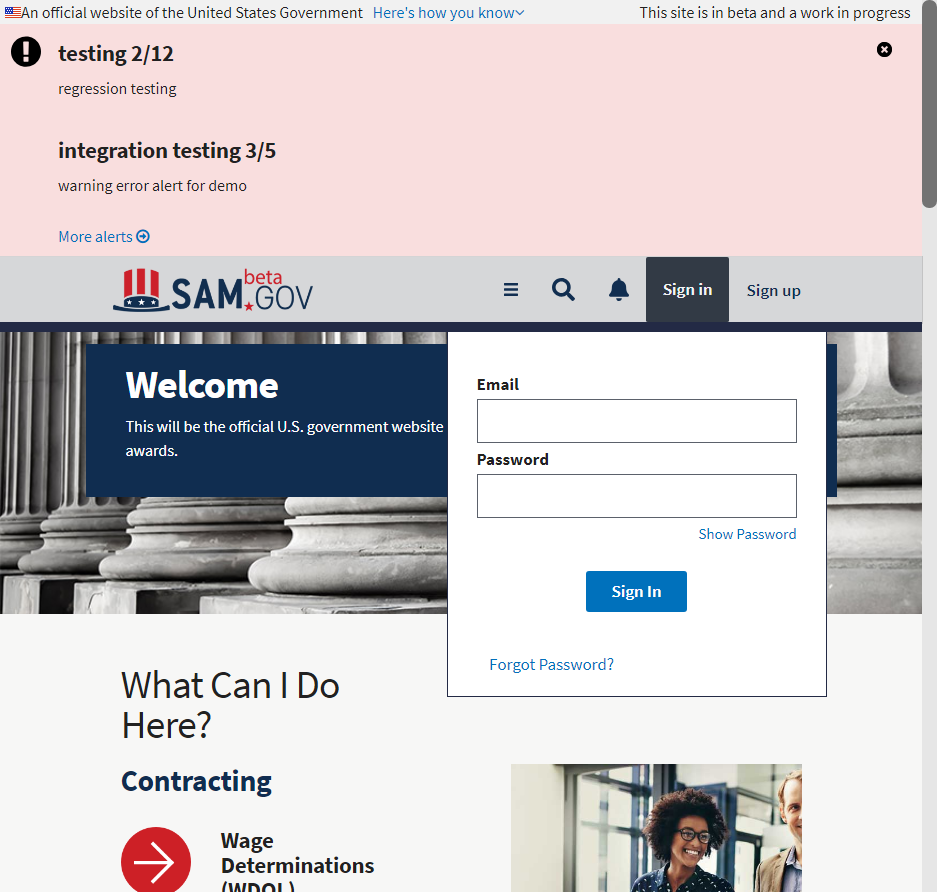 An official website of the United States Government Here's how you know This site is in beta and a work in progress
testing 2/12
regression testing
integration testing 3/5
warning error alert for demo
More alerts
SAM beta .GOV
Sign in
Sign up
Welcome
This will be the official U.S. government website
awards.
Email
Password
Show Password
Sign In
Forgot Password?
What Can I Do
Here?
Contracting
Wage
Determinations
(WDOL)